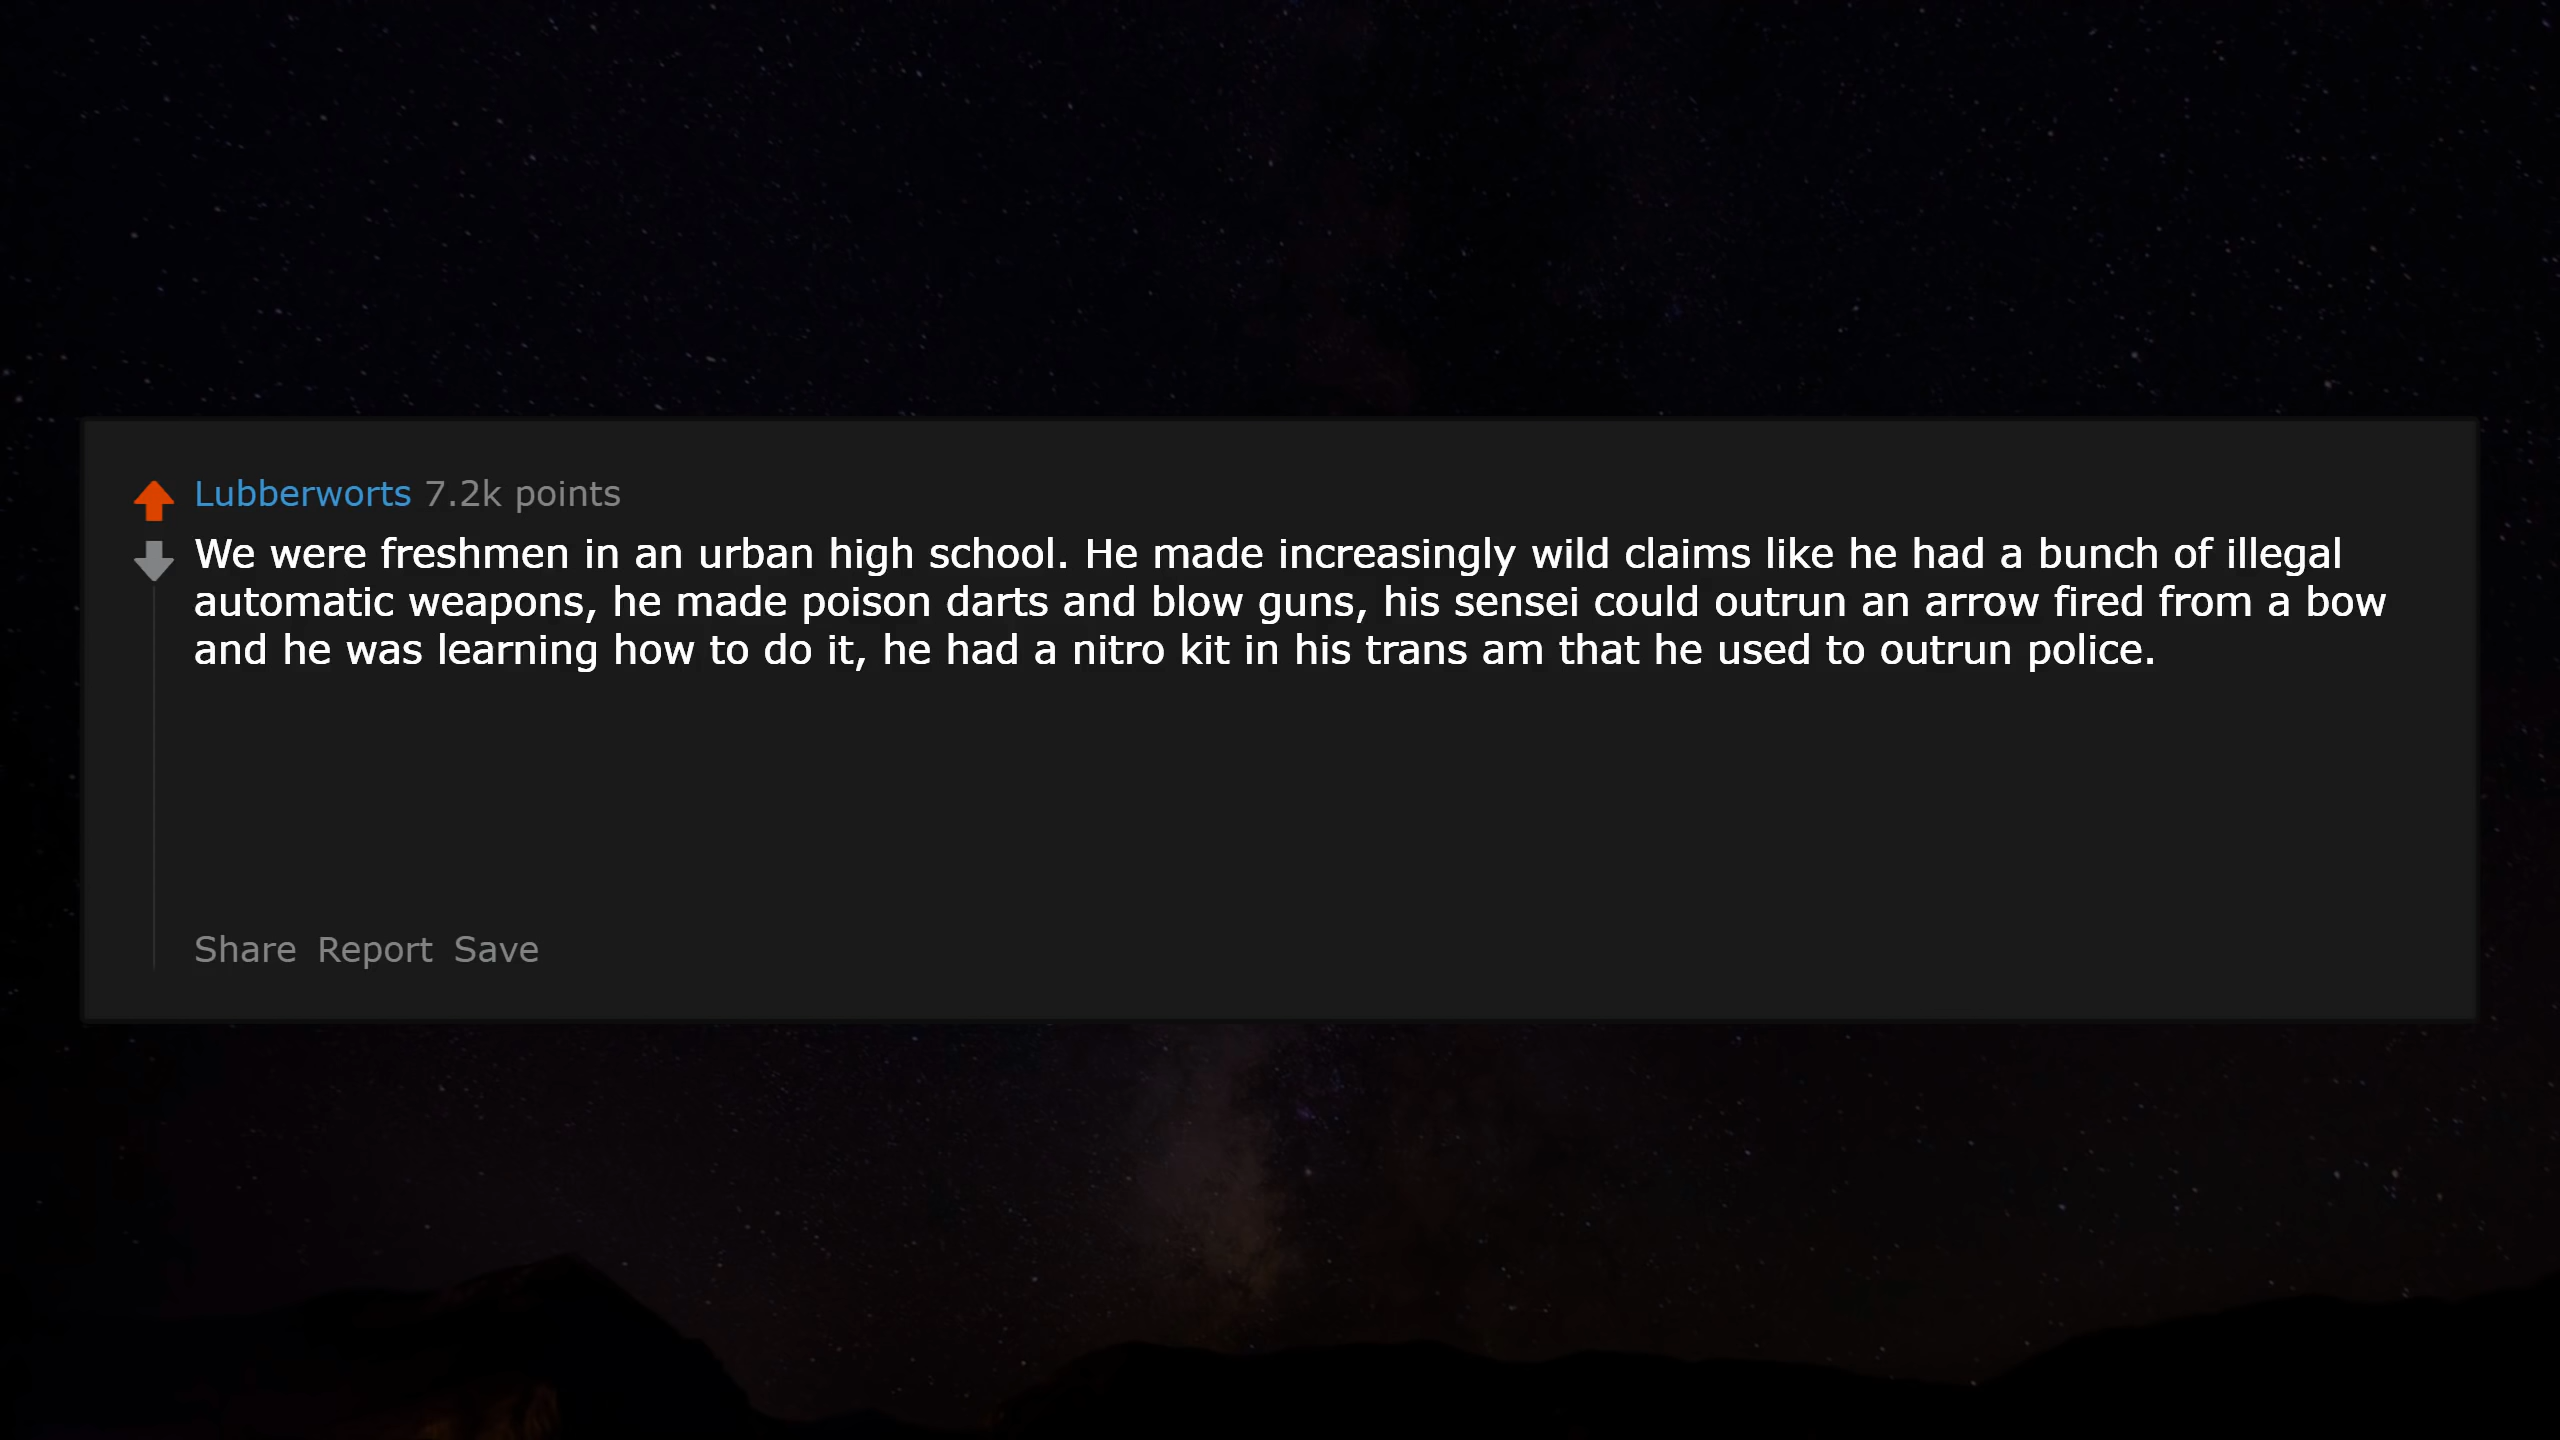 Lubberworts 7.2k points
We were freshmen in an urban high school. He made increasingly wild claims like he had a bunch of illegal
automatic weapons, he made poison darts and blow guns, his sensei could outrun an arrow fired from a bow
and he was learning how to do it, he had a nitro kit in his trans am that he used to outrun police.
Share Report Save